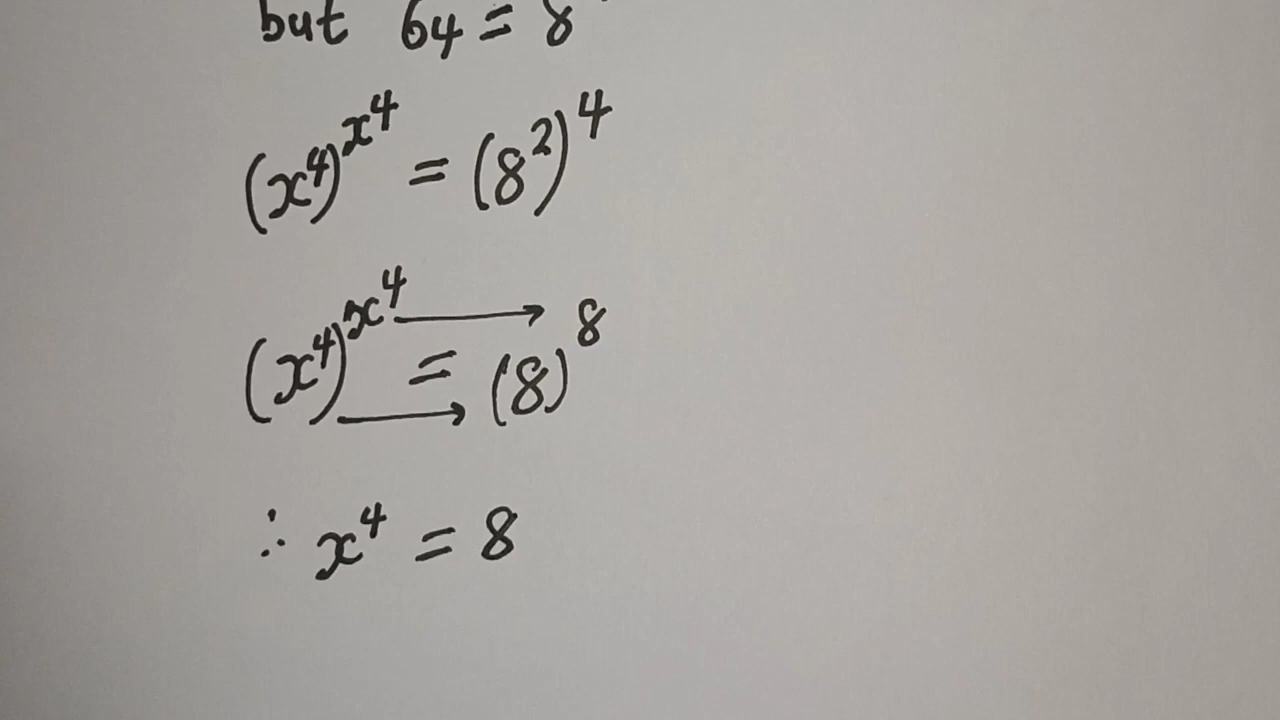 but 64 = 8
(x⁴)^x⁴ = (8²)⁴
(x⁴)^x⁴ = (8)⁸
∴ x⁴ = 8